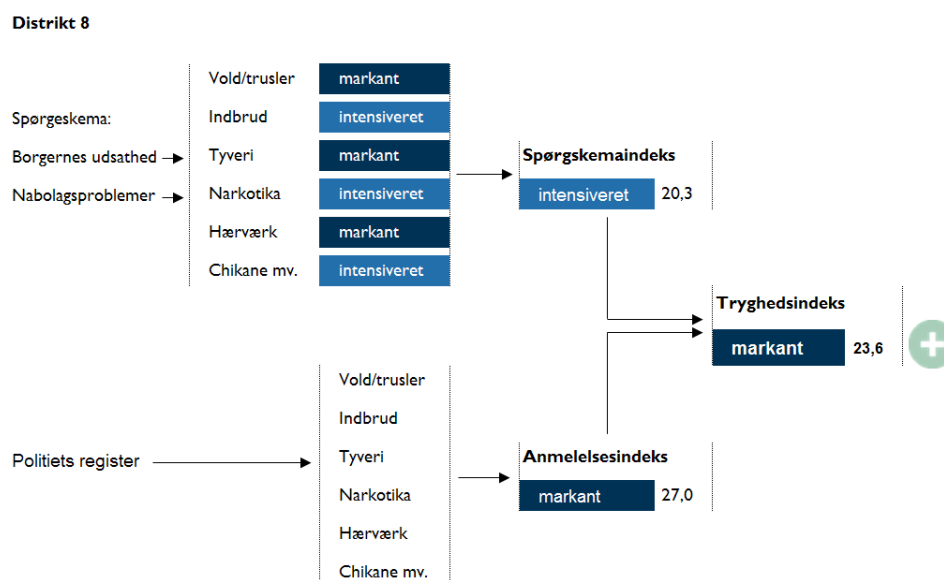 Distrikt 8
Vold/trusler markant
Spørgeskema: Indbrud intensiveret
Borgernes udsathed Tyveri markant
Nabolagsproblemer Narkotika intensiveret
Hærværk markant
Chikane mv. intensiveret
Spørgskemaindeks
intensiveret 20,3
Tryghedsindeks
markant 23,6
Politiets register
Vold/trusler
Indbrud
Tyveri
Narkotika
Hærværk
Chikane mv.
Anmelelsesindeks
markant 27,0